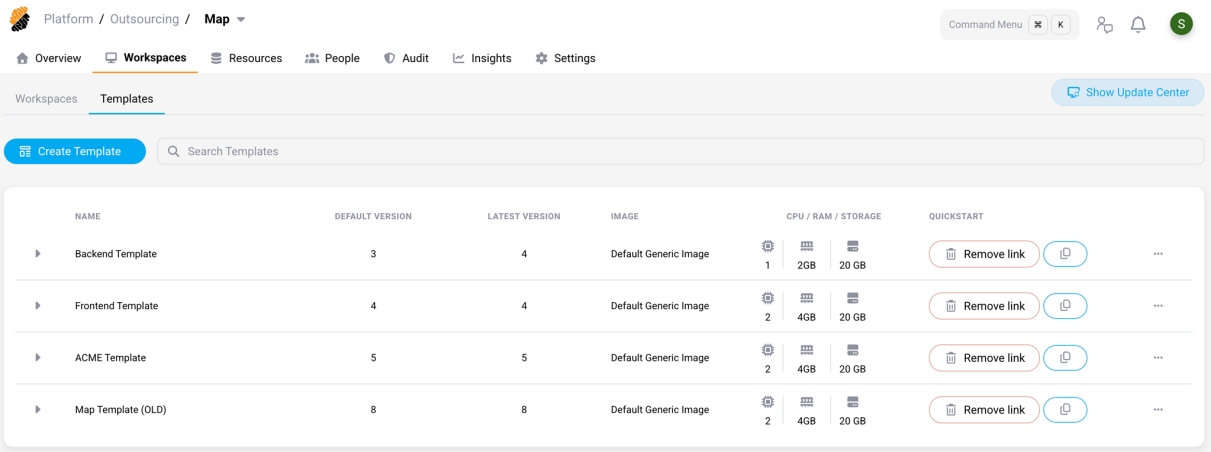 Platform / Outsourcing / Map
Command Menu ⌘ K
S
Overview Workspaces Resources People Audit Insights Settings
Workspaces Templates
Show Update Center
Create Template
Search Templates
NAME DEFAULT VERSION LATEST VERSION IMAGE CPU / RAM / STORAGE QUICKSTART
Backend Template 3 4 Default Generic Image 1 2GB 20 GB Remove link ...
Frontend Template 4 4 Default Generic Image 2 4GB 20 GB Remove link ...
ACME Template 5 5 Default Generic Image 2 4GB 20 GB Remove link ...
Map Template (OLD) 8 8 Default Generic Image 2 4GB 20 GB Remove link ...